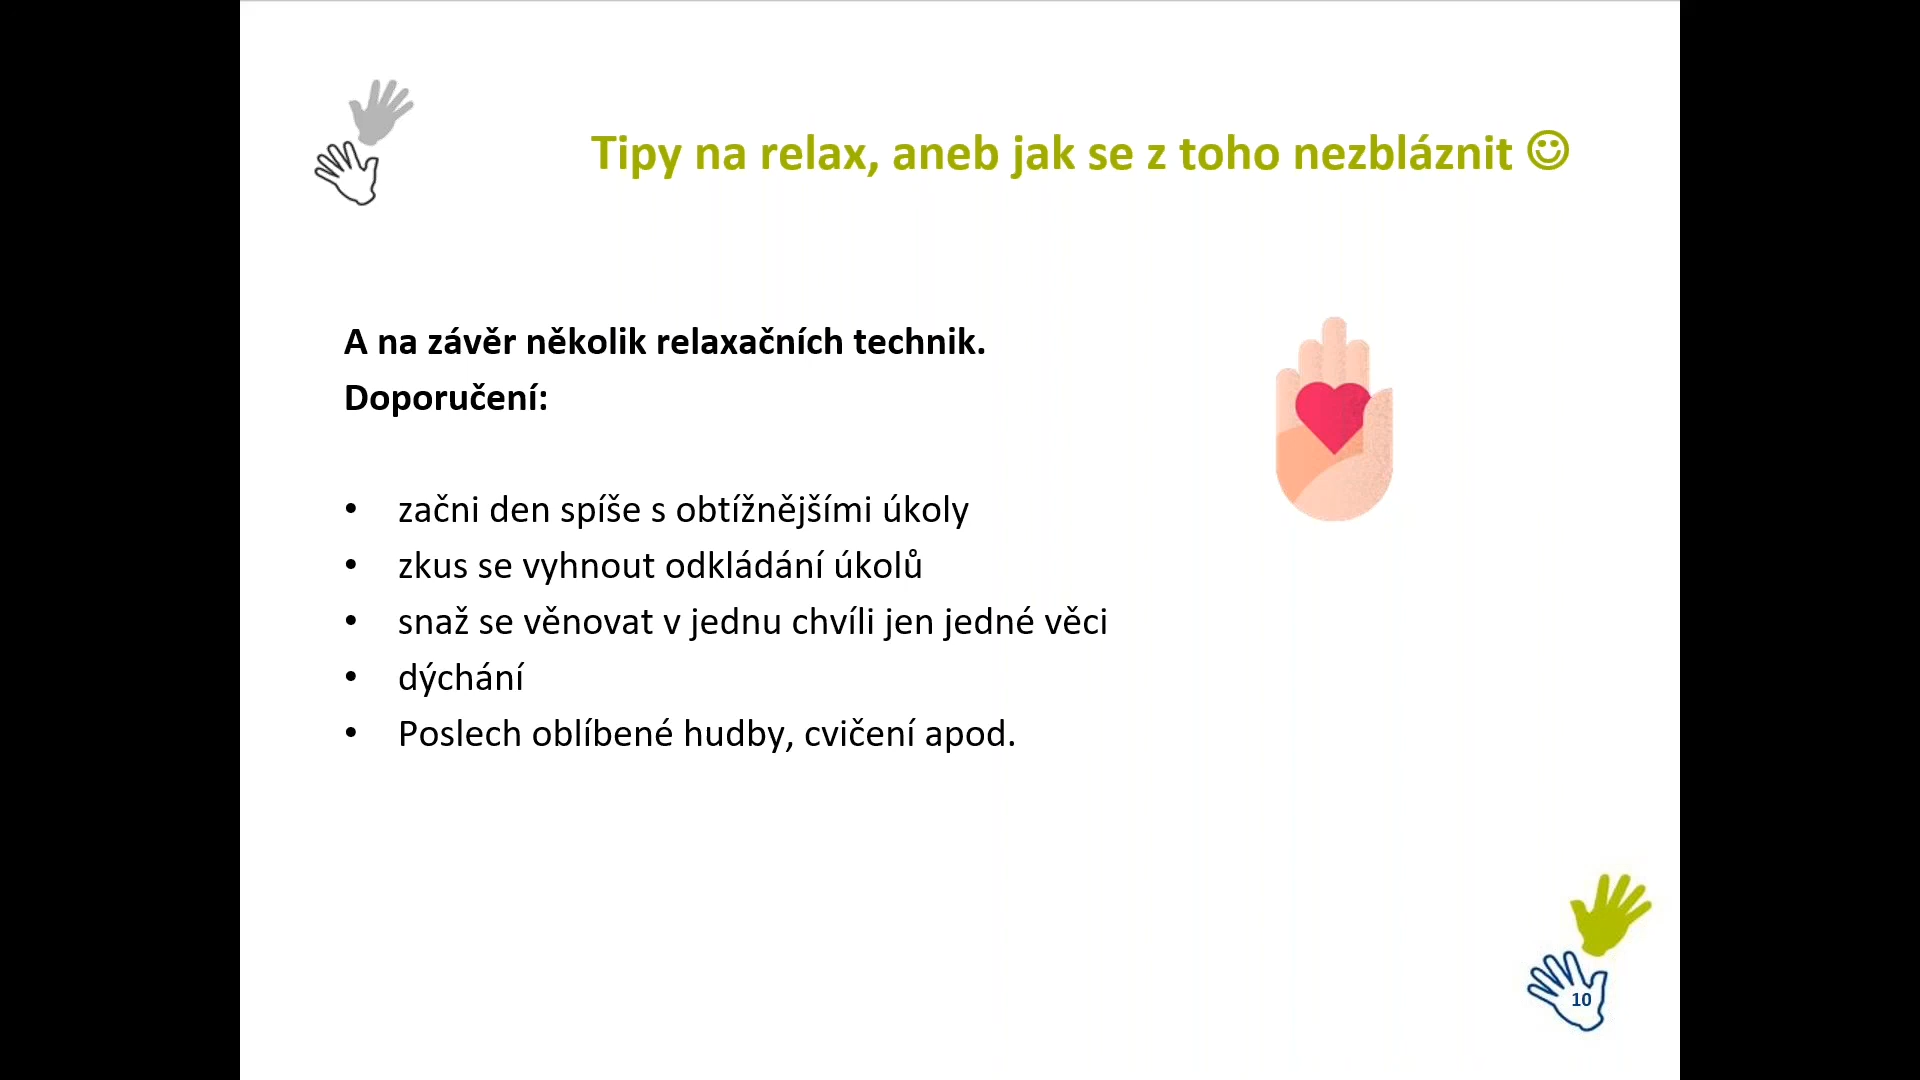 Tipy na relax, aneb jak se z toho nezbláznit ☺
A na závěr několik relaxačních technik.
Doporučení:
• začni den spíše s obtížnějšími úkoly
• zkus se vyhnout odkládání úkolů
• snaž se věnovat v jednu chvíli jen jedné věci
• dýchání
• Poslech oblíbené hudby, cvičení apod.
10